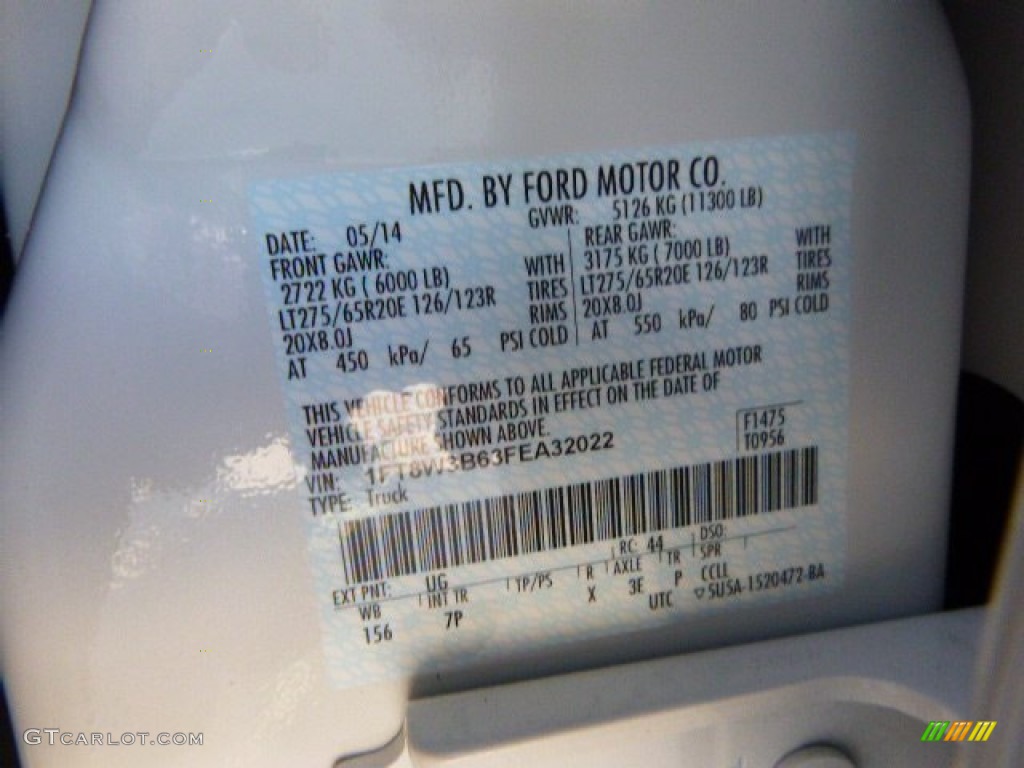 MFD. BY FORD MOTOR CO.
DATE: 05/14 GVWR: 5126 KG (11300 LB)
FRONT GAWR: REAR GAWR:
2722 KG ( 6000 LB) WITH 3175 KG ( 7000 LB) WITH
LT275/65R20E 126/123R TIRES LT275/65R20E 126/123R TIRES
20X8.0J RIMS 20X8.0J RIMS
AT 450 kPa/ 65 PSI COLD AT 550 kPa/ 80 PSI COLD
THIS VEHICLE CONFORMS TO ALL APPLICABLE FEDERAL MOTOR
VEHICLE SAFETY STANDARDS IN EFFECT ON THE DATE OF
MANUFACTURE SHOWN ABOVE.
VIN: 1FT8W3B63FEA32022 F1475
TYPE: Truck T0956
EXT PNT: UG RC: 44 DSO:
WB INT TR TP/PS R AXLE TR SPR
156 7P X 3E P CCLL
UTC ▽5U5A-1520472-BA
GTCARLOT.COM